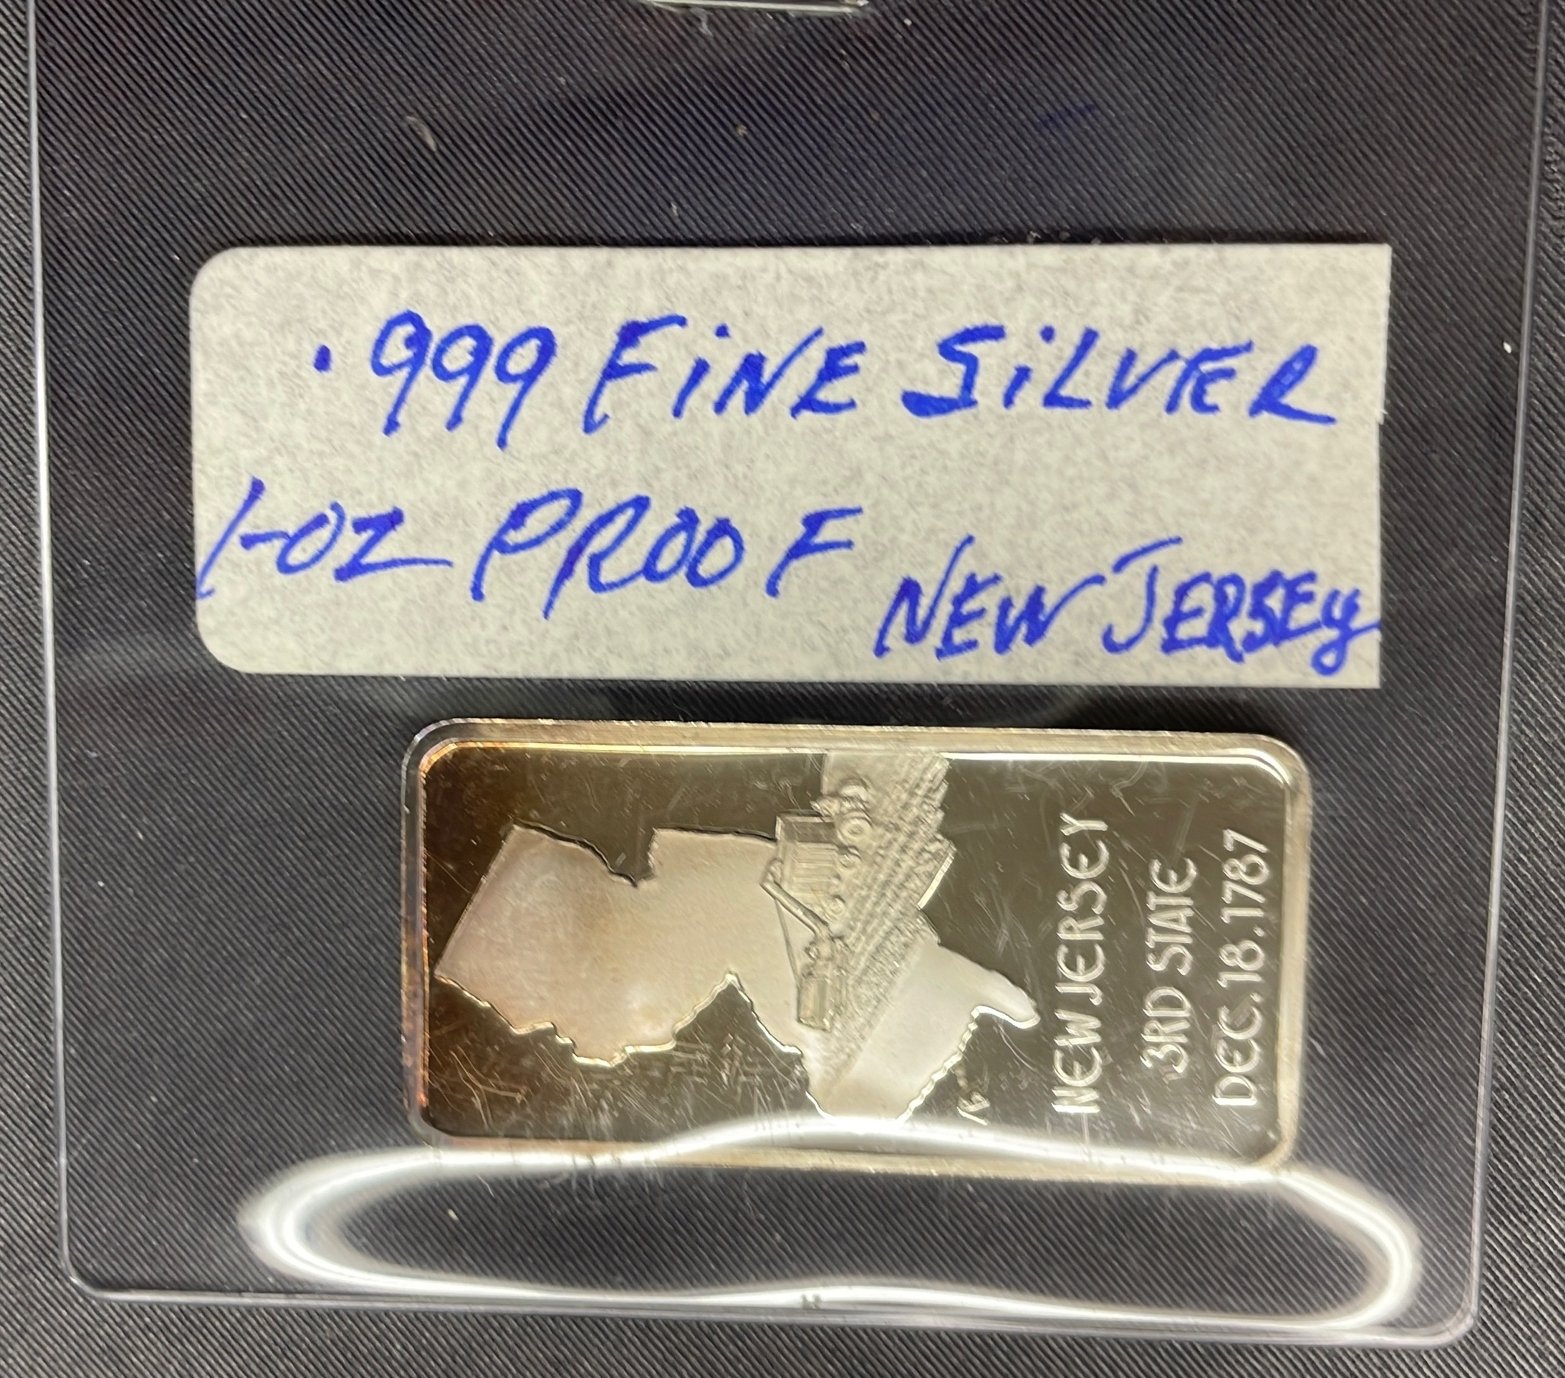 .999 FiNE SiLVER
1-OZ PROOF
NEW JERSEy
NEW JERSEY
3RD STATE
DEC.18.1787